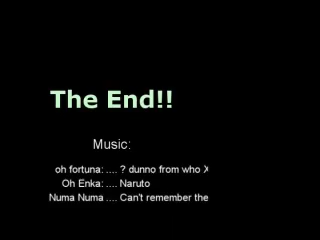 The End!!
Music:
oh fortuna: .... ? dunno from who X
Oh Enka: .... Naruto
Numa Numa .... Can't remember the